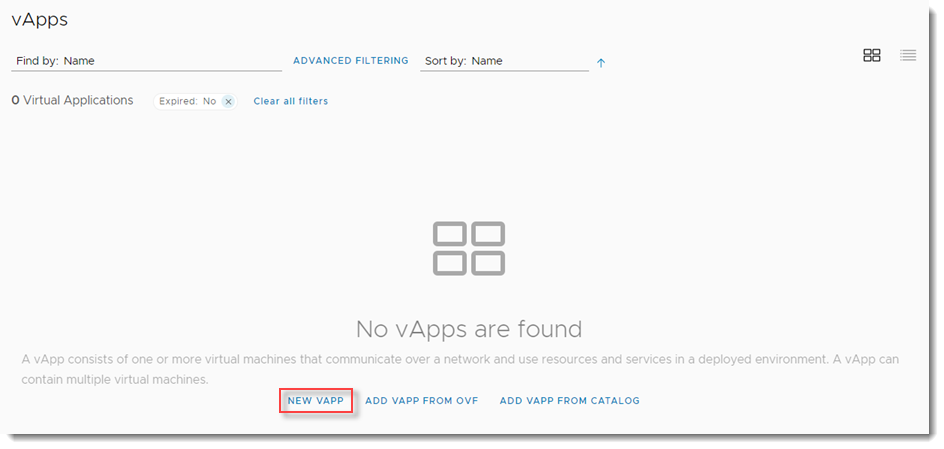 vApps
Find by: Name ADVANCED FILTERING Sort by: Name
0 Virtual Applications Expired: No Clear all filters
No vApps are found
A vApp consists of one or more virtual machines that communicate over a network and use resources and services in a deployed environment. A vApp can
contain multiple virtual machines.
NEW VAPP ADD VAPP FROM OVF ADD VAPP FROM CATALOG